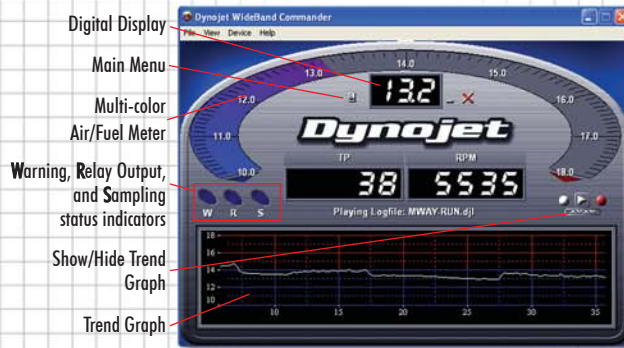 Dynojet WideBand Commander
File View Device Help
Digital Display
Main Menu
Multi-color
Air/Fuel Meter
Warning, Relay Output,
and Sampling
status indicators
Show/Hide Trend
Graph
Trend Graph
10.0
11.0
12.0
13.0
14.0
15.0
16.0
17.0
18.0
13.2
Dynojet
TP
RPM
38
5535
W R S
Playing Logfile: MWAY-RUN.djl
18
16
14
12
10
10 15 20 25 30 35